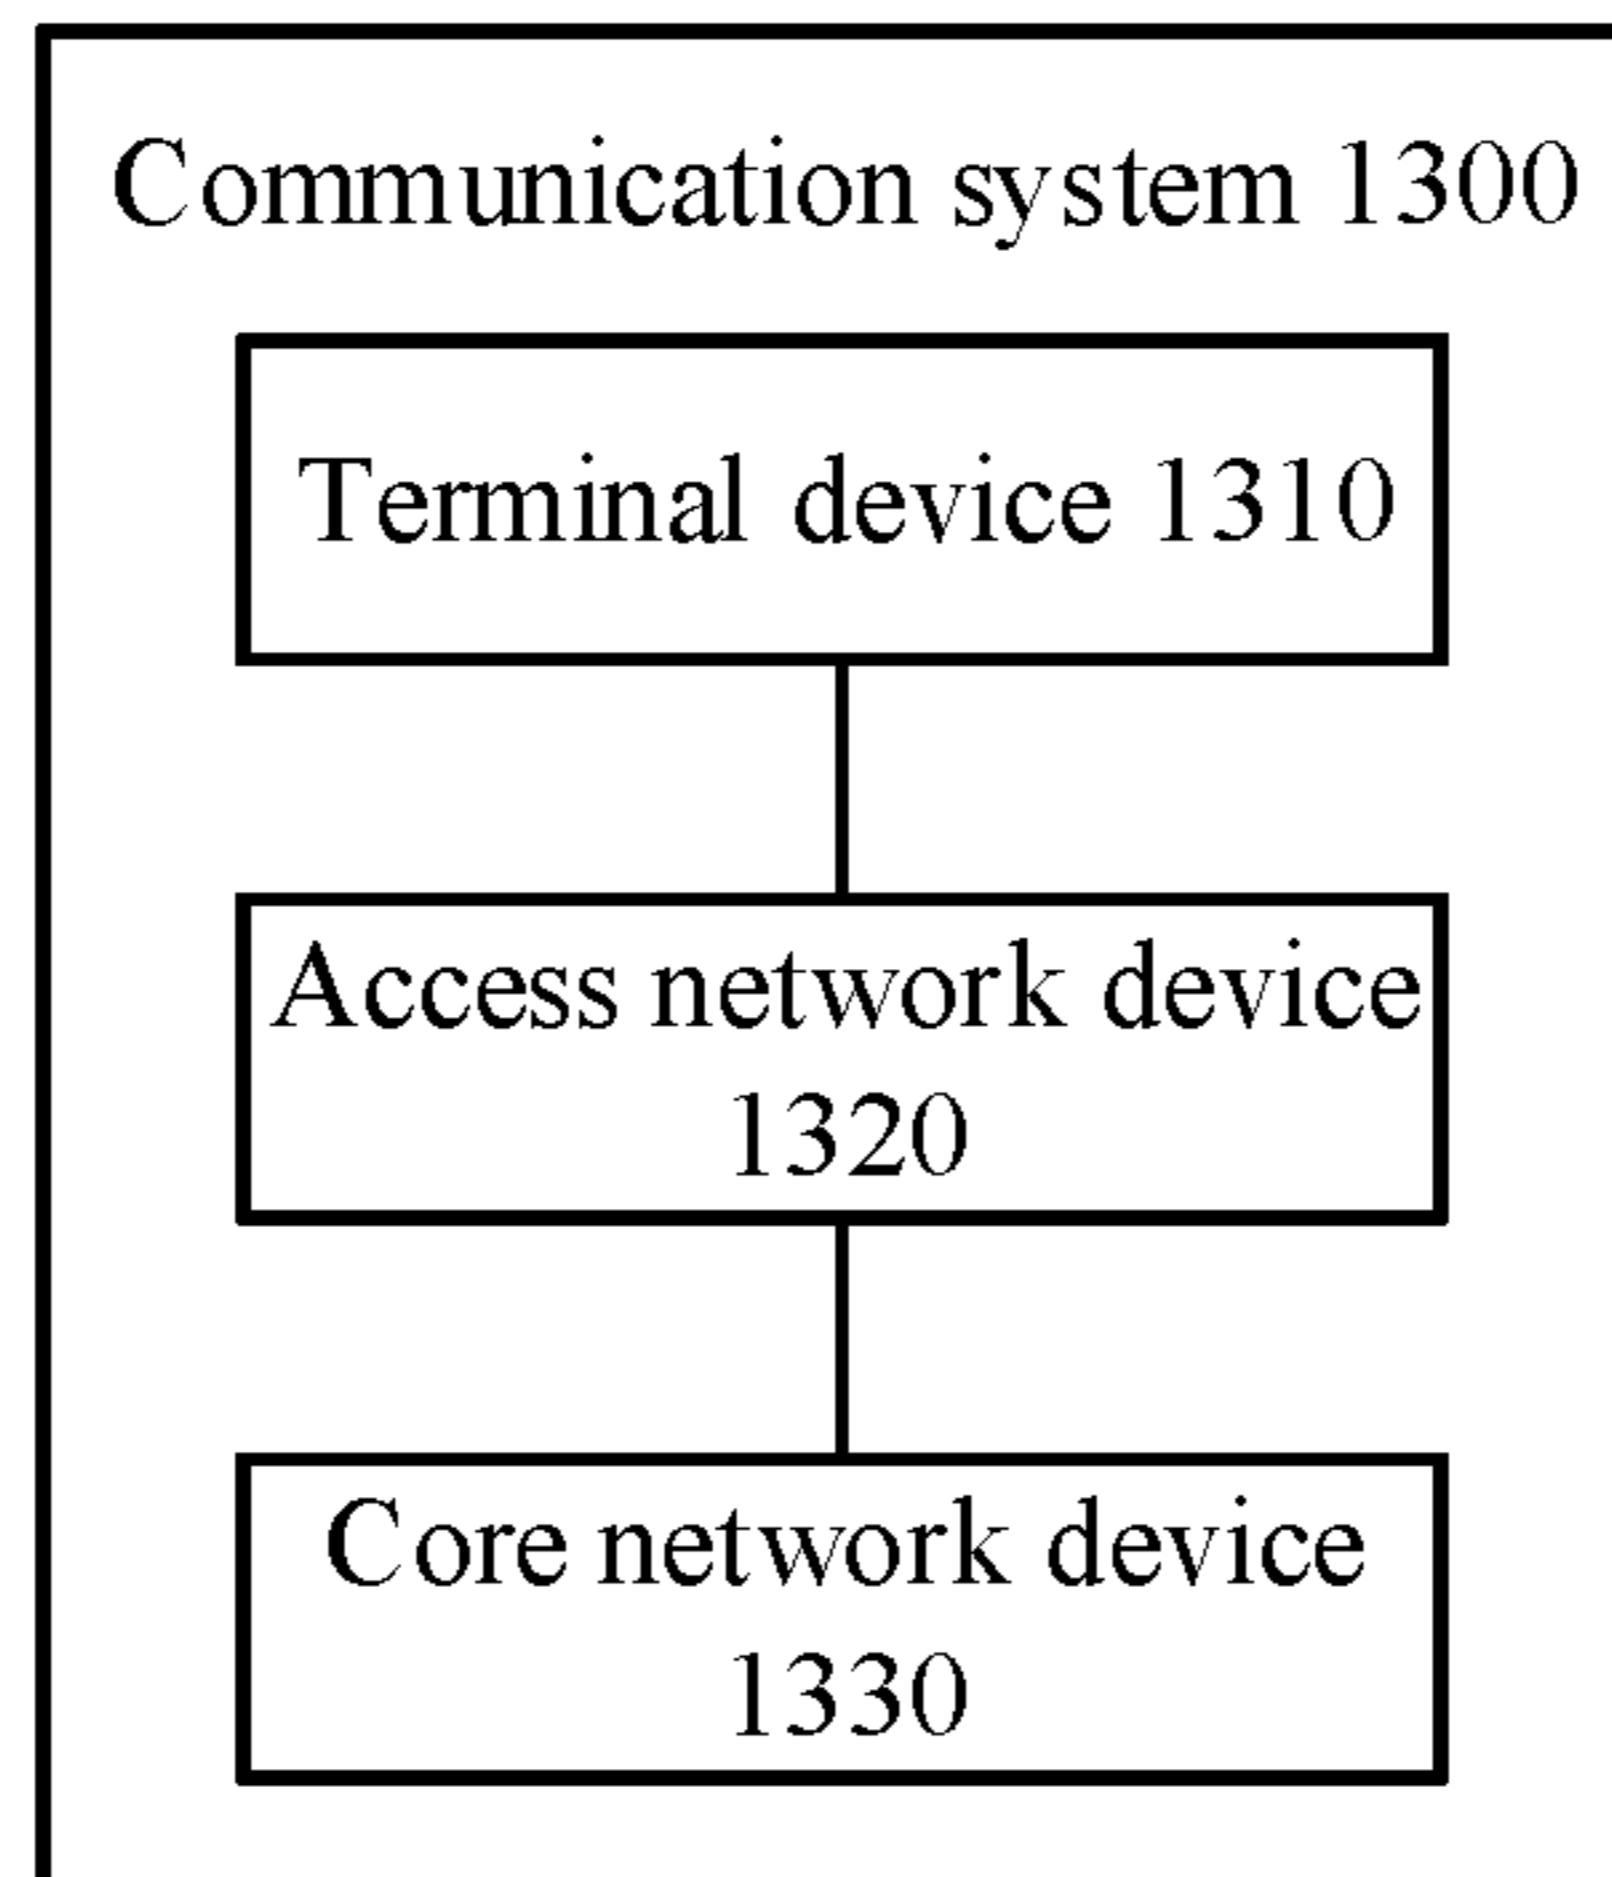 Communication system 1300
Terminal device 1310
Access network device
1320
Core network device
1330